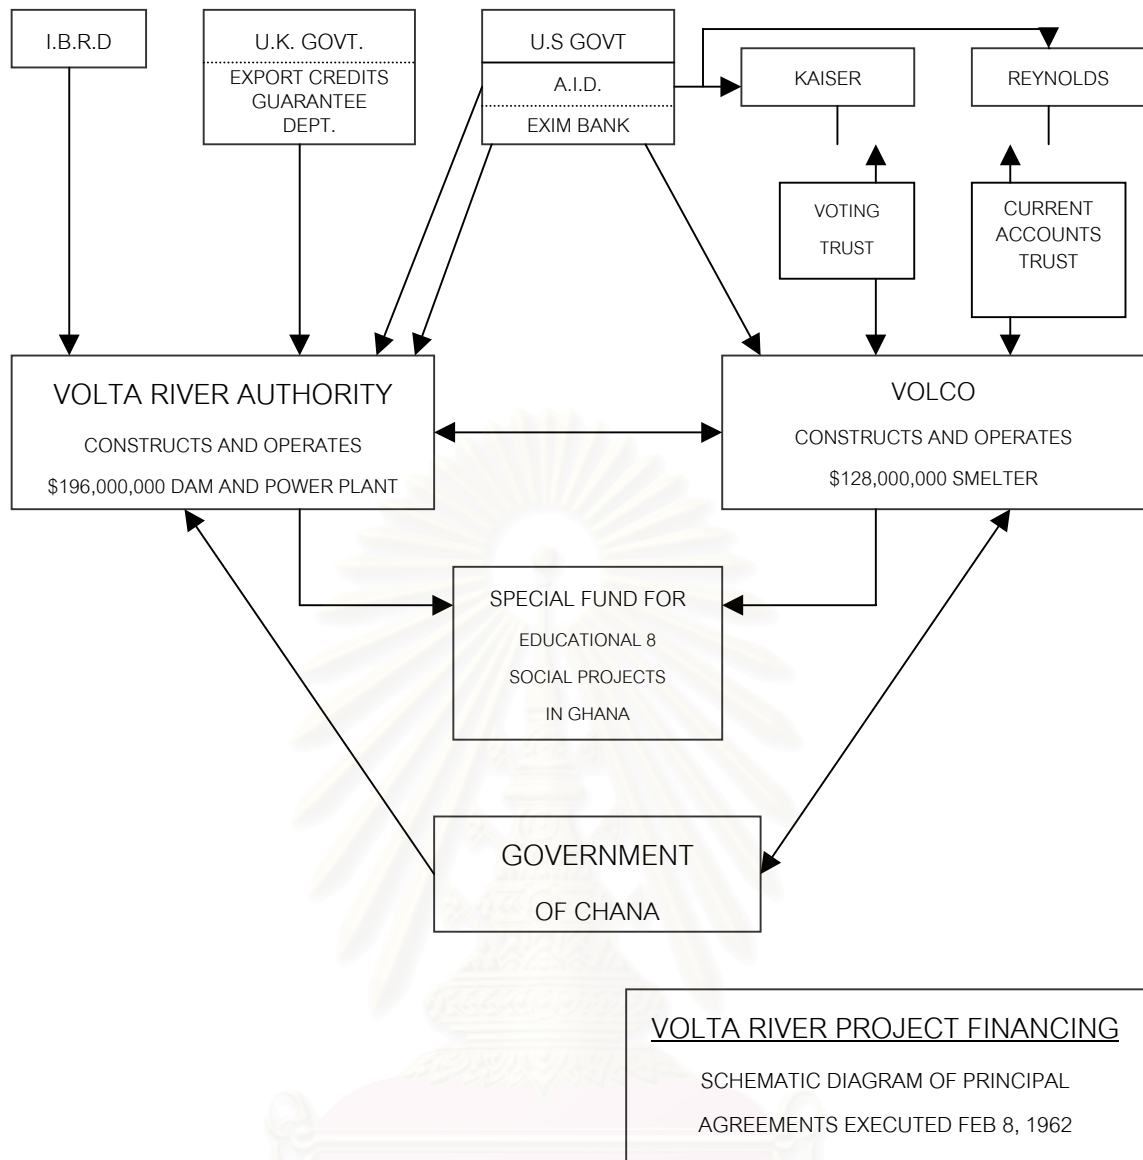 I.B.R.D
U.K. GOVT.
EXPORT CREDITS
GUARANTEE
DEPT.
U.S GOVT
A.I.D.
EXIM BANK
KAISER
REYNOLDS
VOTING
TRUST
CURRENT
ACCOUNTS
TRUST
VOLTA RIVER AUTHORITY
CONSTRUCTS AND OPERATES
$196,000,000 DAM AND POWER PLANT
VOLCO
CONSTRUCTS AND OPERATES
$128,000,000 SMELTER
SPECIAL FUND FOR
EDUCATIONAL 8
SOCIAL PROJECTS
IN GHANA
GOVERNMENT
OF CHANA
VOLTA RIVER PROJECT FINANCING
SCHEMATIC DIAGRAM OF PRINCIPAL
AGREEMENTS EXECUTED FEB 8, 1962